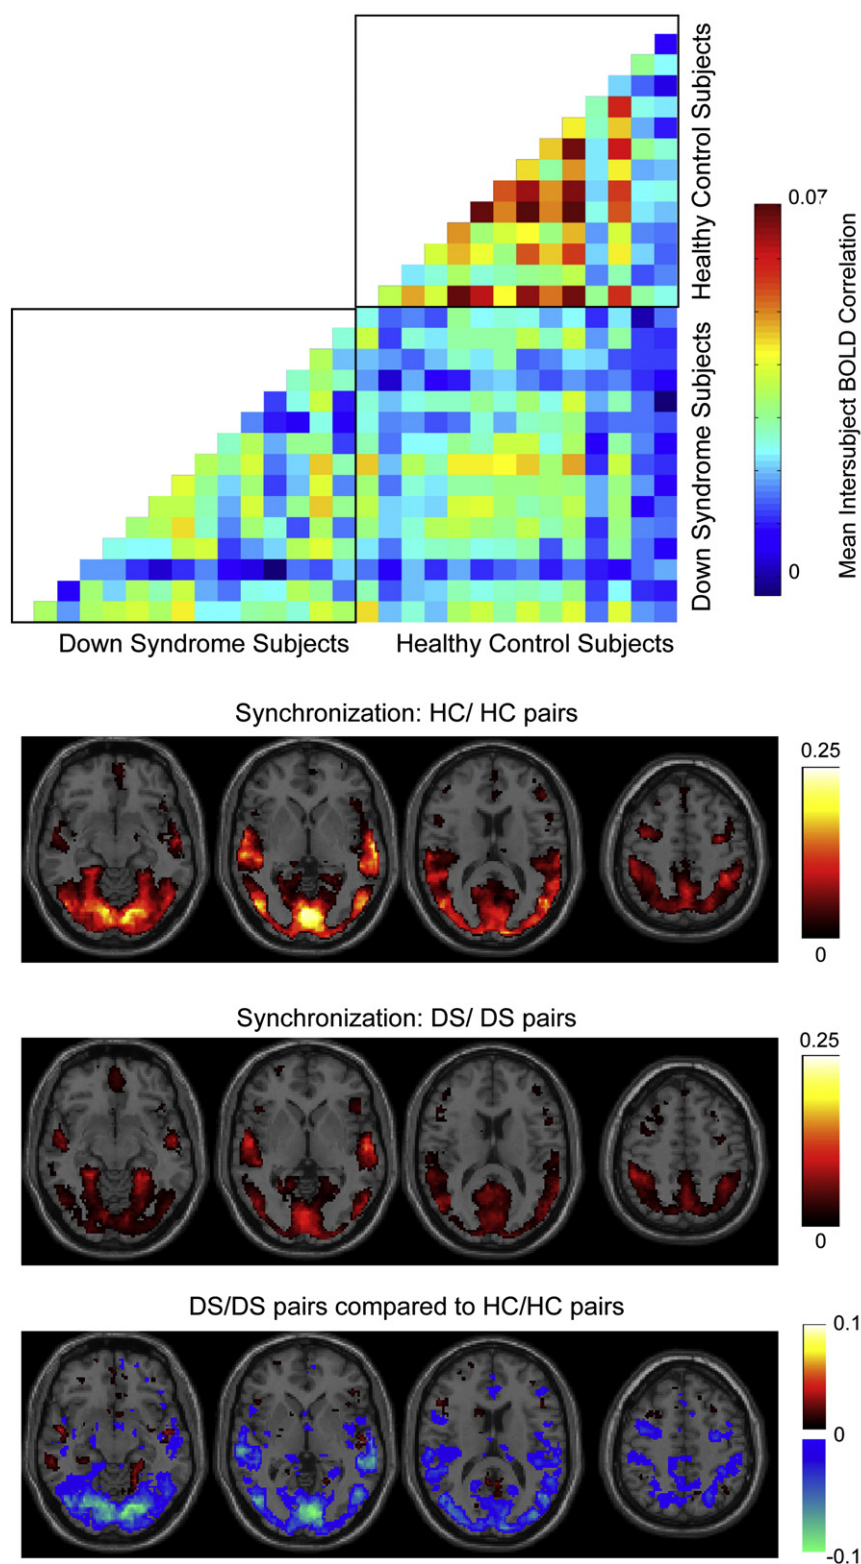 Healthy Control Subjects
0.07
Mean Intersubject BOLD Correlation
0
Down Syndrome Subjects
Down Syndrome Subjects
Healthy Control Subjects
Synchronization: HC/ HC pairs
0.25
0
Synchronization: DS/ DS pairs
0.25
0
DS/DS pairs compared to HC/HC pairs
0.1
0
-0.1